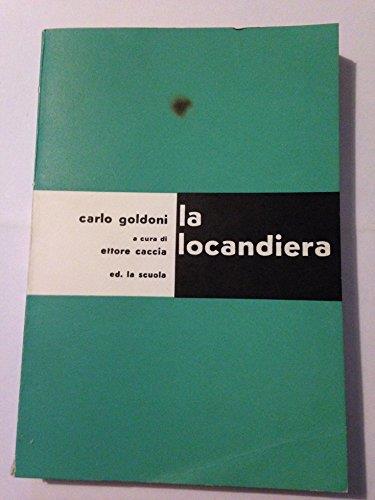 carlo goldoni
a cura di
ettore caccia
ed. la scuola
la
locandiera